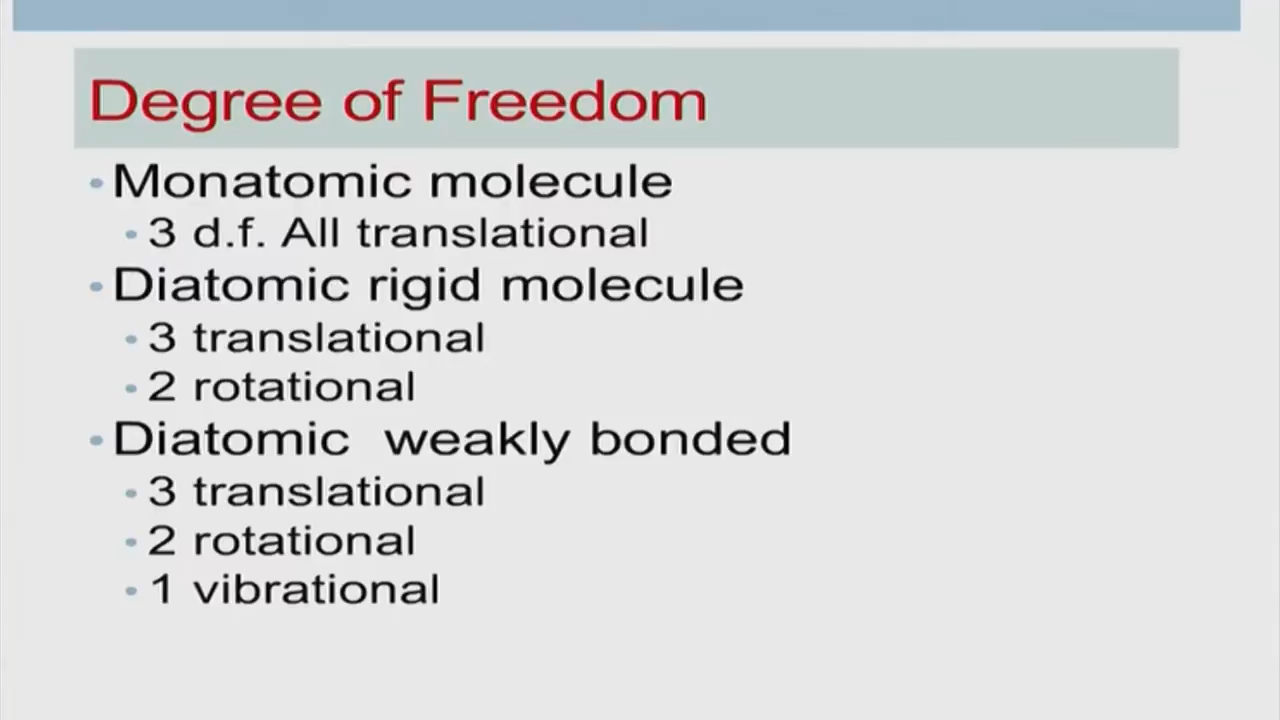 Degree of Freedom
• Monatomic molecule
• 3 d.f. All translational
• Diatomic rigid molecule
• 3 translational
• 2 rotational
• Diatomic  weakly bonded
• 3 translational
• 2 rotational
• 1 vibrational